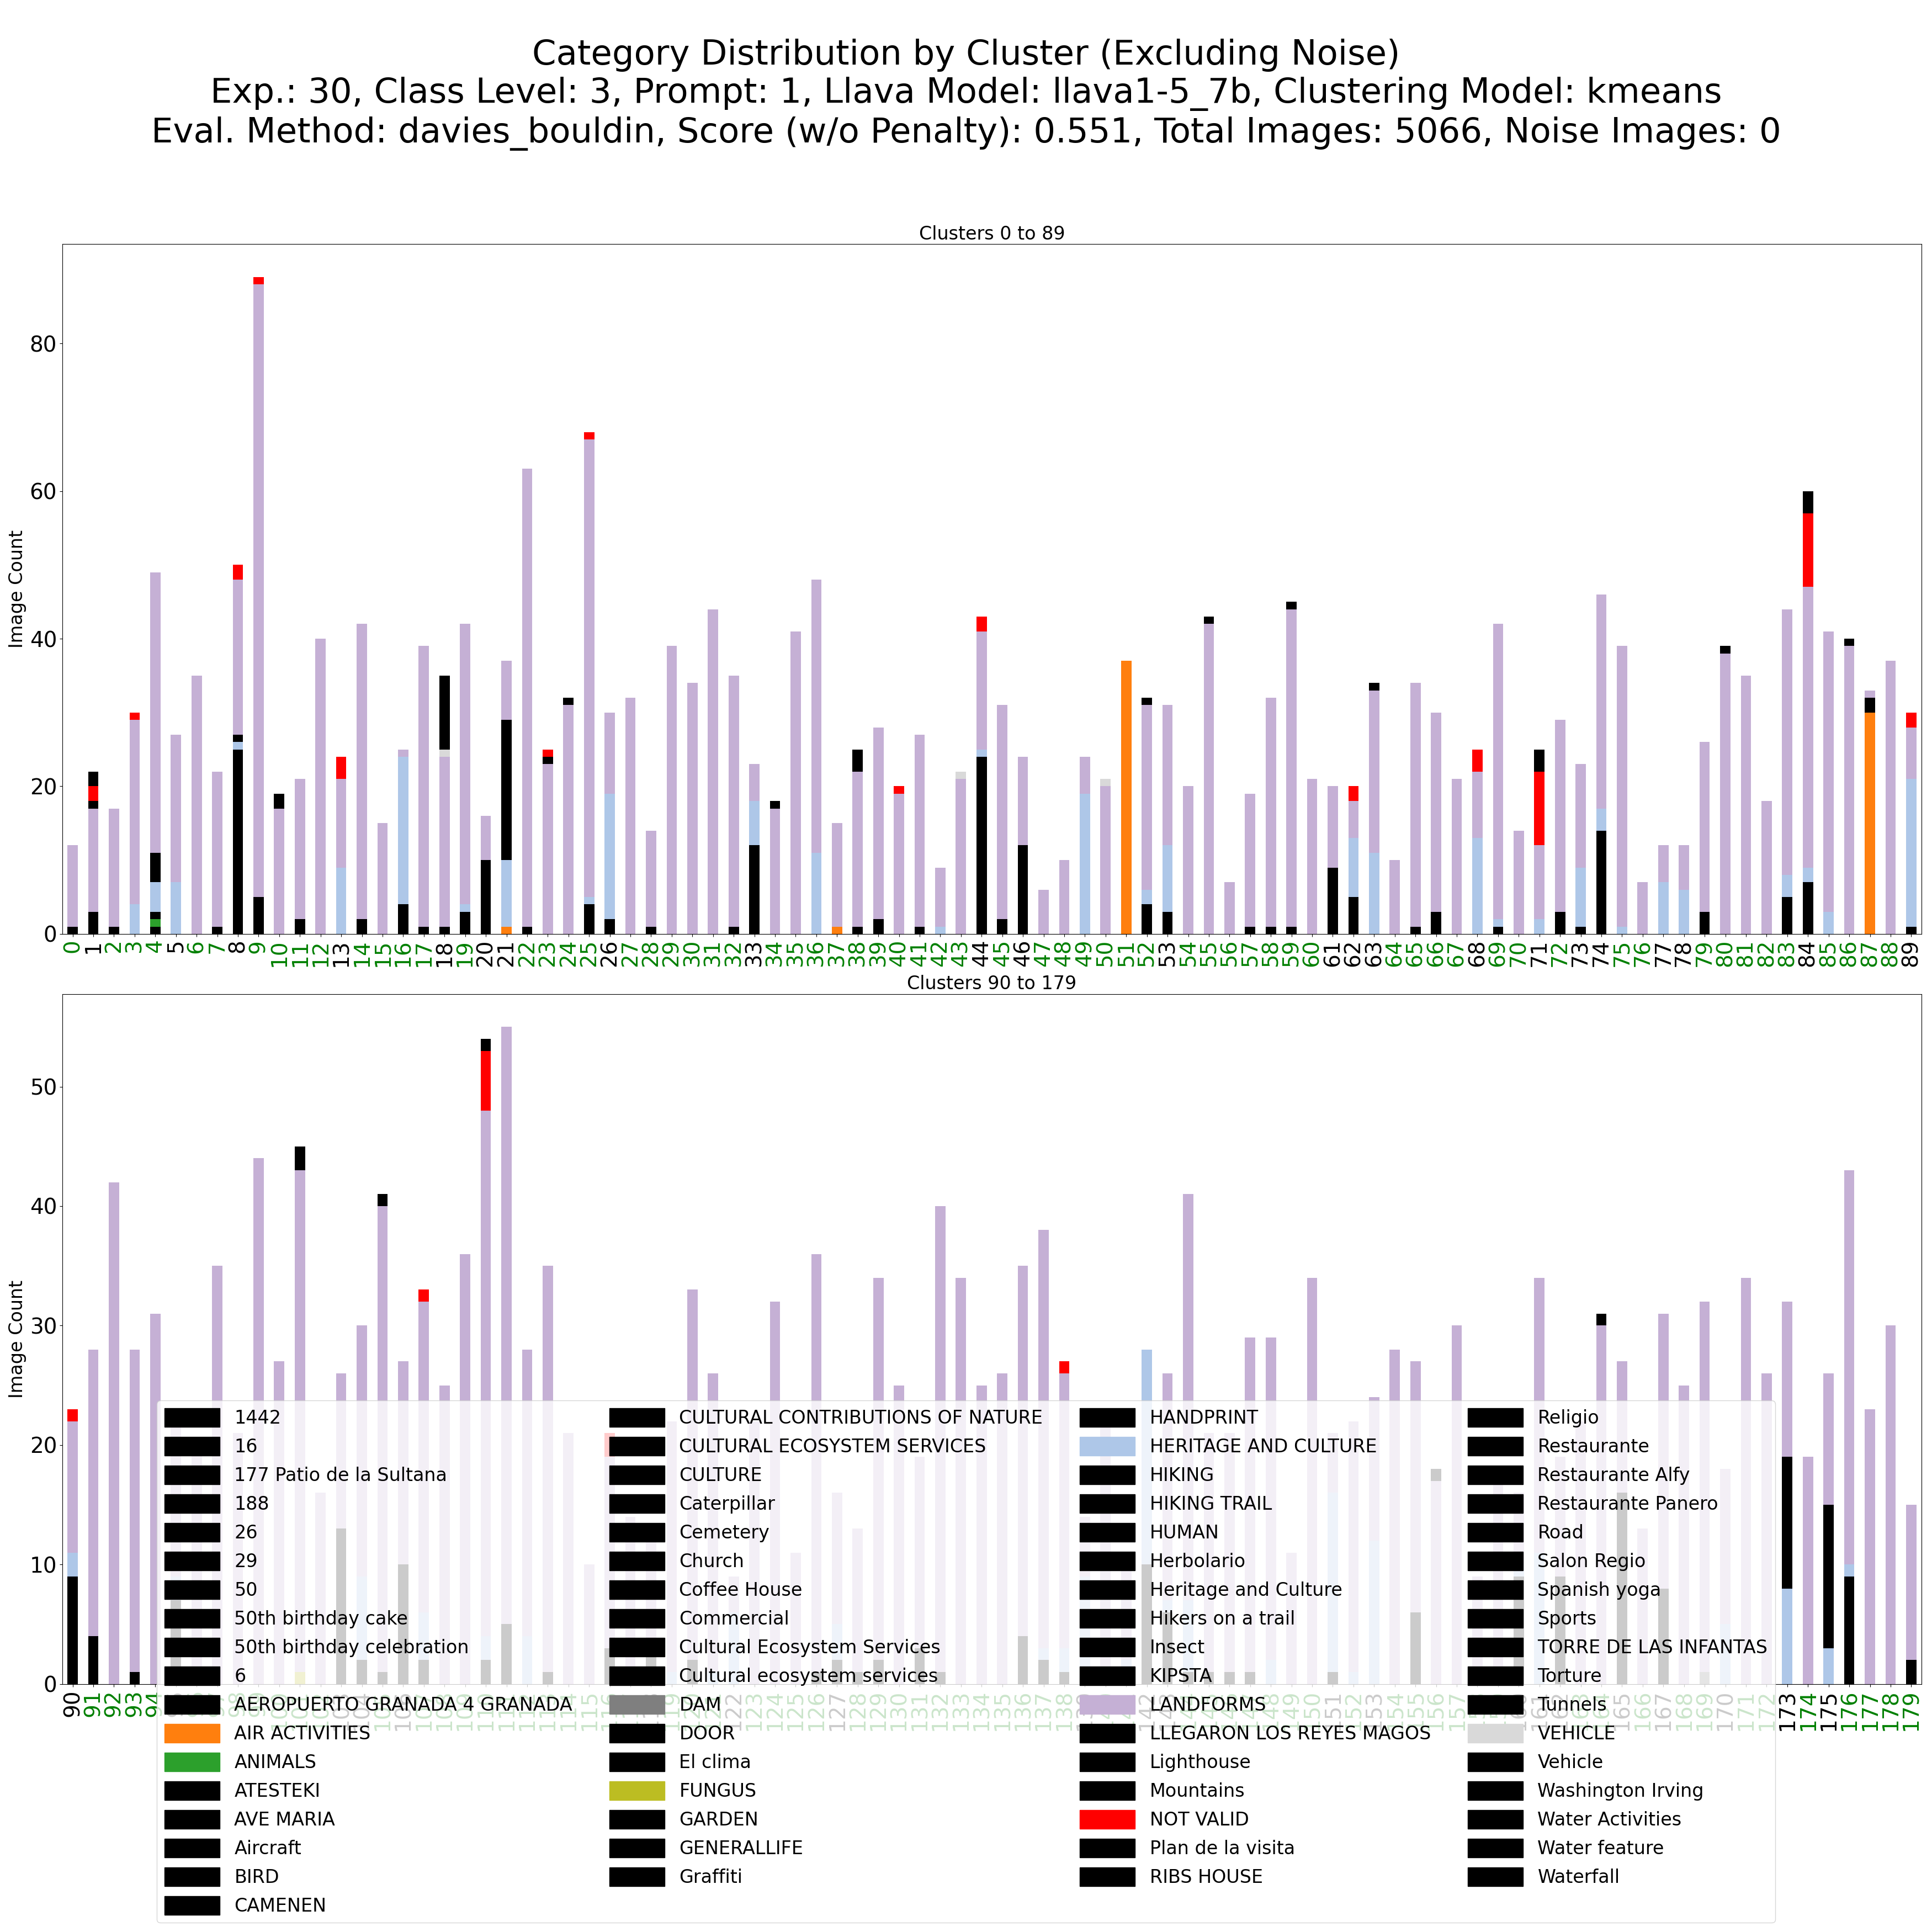 Category Distribution by Cluster (Excluding Noise)
Exp.: 30, Class Level: 3, Prompt: 1, Llava Model: llava1-5_7b, Clustering Model: kmeans
Eval. Method: davies_bouldin, Score (w/o Penalty): 0.551, Total Images: 5066, Noise Images: 0
Clusters 0 to 89
Image Count
80
60
40
20
0
0 1 2 3 4 5 6 7 8 9 10 11 12 13 14 15 16 17 18 19 20 21 22 23 24 25 26 27 28 29 30 31 32 33 34 35 36 37 38 39 40 41 42 43 44 45 46 47 48 49 50 51 52 53 54 55 56 57 58 59 60 61 62 63 64 65 66 67 68 69 70 71 72 73 74 75 76 77 78 79 80 81 82 83 84 85 86 87 88 89
Clusters 90 to 179
Image Count
50
40
30
20
10
0
90 91 92 93 94 173 174 175 176 177 178 179
1442
16
177 Patio de la Sultana
188
26
29
50
50th birthday cake
50th birthday celebration
6
AEROPUERTO GRANADA 4 GRANADA
AIR ACTIVITIES
ANIMALS
ATESTEKI
AVE MARIA
Aircraft
BIRD
CAMENEN
CULTURAL CONTRIBUTIONS OF NATURE
CULTURAL ECOSYSTEM SERVICES
CULTURE
Caterpillar
Cemetery
Church
Coffee House
Commercial
Cultural Ecosystem Services
Cultural ecosystem services
DAM
DOOR
El clima
FUNGUS
GARDEN
GENERALLIFE
Graffiti
HANDPRINT
HERITAGE AND CULTURE
HIKING
HIKING TRAIL
HUMAN
Herbolario
Heritage and Culture
Hikers on a trail
Insect
KIPSTA
LANDFORMS
LLEGARON LOS REYES MAGOS
Lighthouse
Mountains
NOT VALID
Plan de la visita
RIBS HOUSE
Religio
Restaurante
Restaurante Alfy
Restaurante Panero
Road
Salon Regio
Spanish yoga
Sports
TORRE DE LAS INFANTAS
Torture
Tunnels
VEHICLE
Vehicle
Washington Irving
Water Activities
Water feature
Waterfall